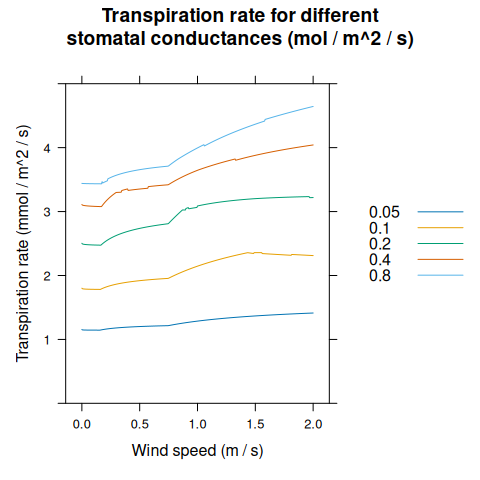 Transpiration rate for different
stomatal conductances (mol / m^2 / s)
Transpiration rate (mmol / m^2 / s)
4
3
2
1
0.0 0.5 1.0 1.5 2.0
Wind speed (m / s)
0.05
0.1
0.2
0.4
0.8